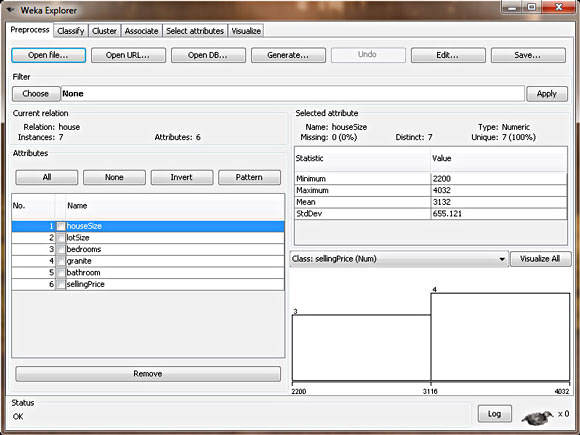 Weka Explorer
Preprocess Classify Cluster Associate Select attributes Visualize
Open file... Open URL... Open DB... Generate... Undo Edit... Save...
Filter
Choose None Apply
Current relation
Relation: house
Instances: 7 Attributes: 6
Attributes
All None Invert Pattern
No. Name
1 houseSize
2 lotSize
3 bedrooms
4 granite
5 bathroom
6 sellingPrice
Remove
Selected attribute
Name: houseSize Type: Numeric
Missing: 0 (0%) Distinct: 7 Unique: 7 (100%)
Statistic Value
Minimum 2200
Maximum 4032
Mean 3132
StdDev 655.121
Class: sellingPrice (Num) Visualize All
3 4
2200 3116 4032
Status
OK
Log x 0